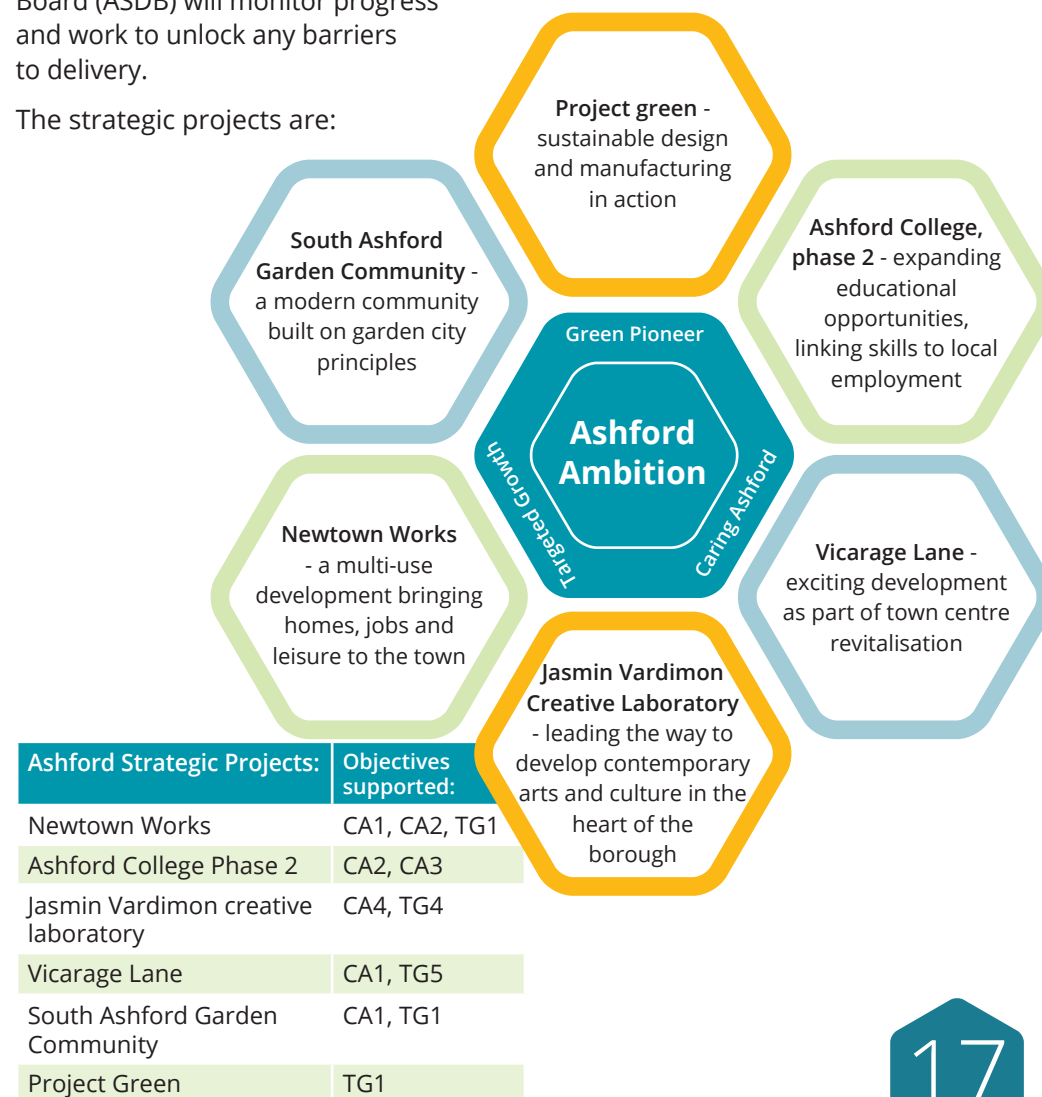 Board (ASDB) will monitor progress
and work to unlock any barriers
to delivery.
The strategic projects are:
Project green -
sustainable design
and manufacturing
in action
South Ashford
Garden Community -
a modern community
built on garden city
principles
Ashford College,
phase 2 - expanding
educational
opportunities,
linking skills to local
employment
Green Pioneer
Ashford
Ambition
Targeted Growth
Caring Ashford
Newtown Works
- a multi-use
development bringing
homes, jobs and
leisure to the town
Vicarage Lane -
exciting development
as part of town centre
revitalisation
Jasmin Vardimon
Creative Laboratory
- leading the way to
develop contemporary
arts and culture in the
heart of the
borough
Ashford Strategic Projects: Objectives
supported:
Newtown Works CA1, CA2, TG1
Ashford College Phase 2 CA2, CA3
Jasmin Vardimon creative CA4, TG4
laboratory
Vicarage Lane CA1, TG5
South Ashford Garden CA1, TG1
Community
Project Green TG1
17